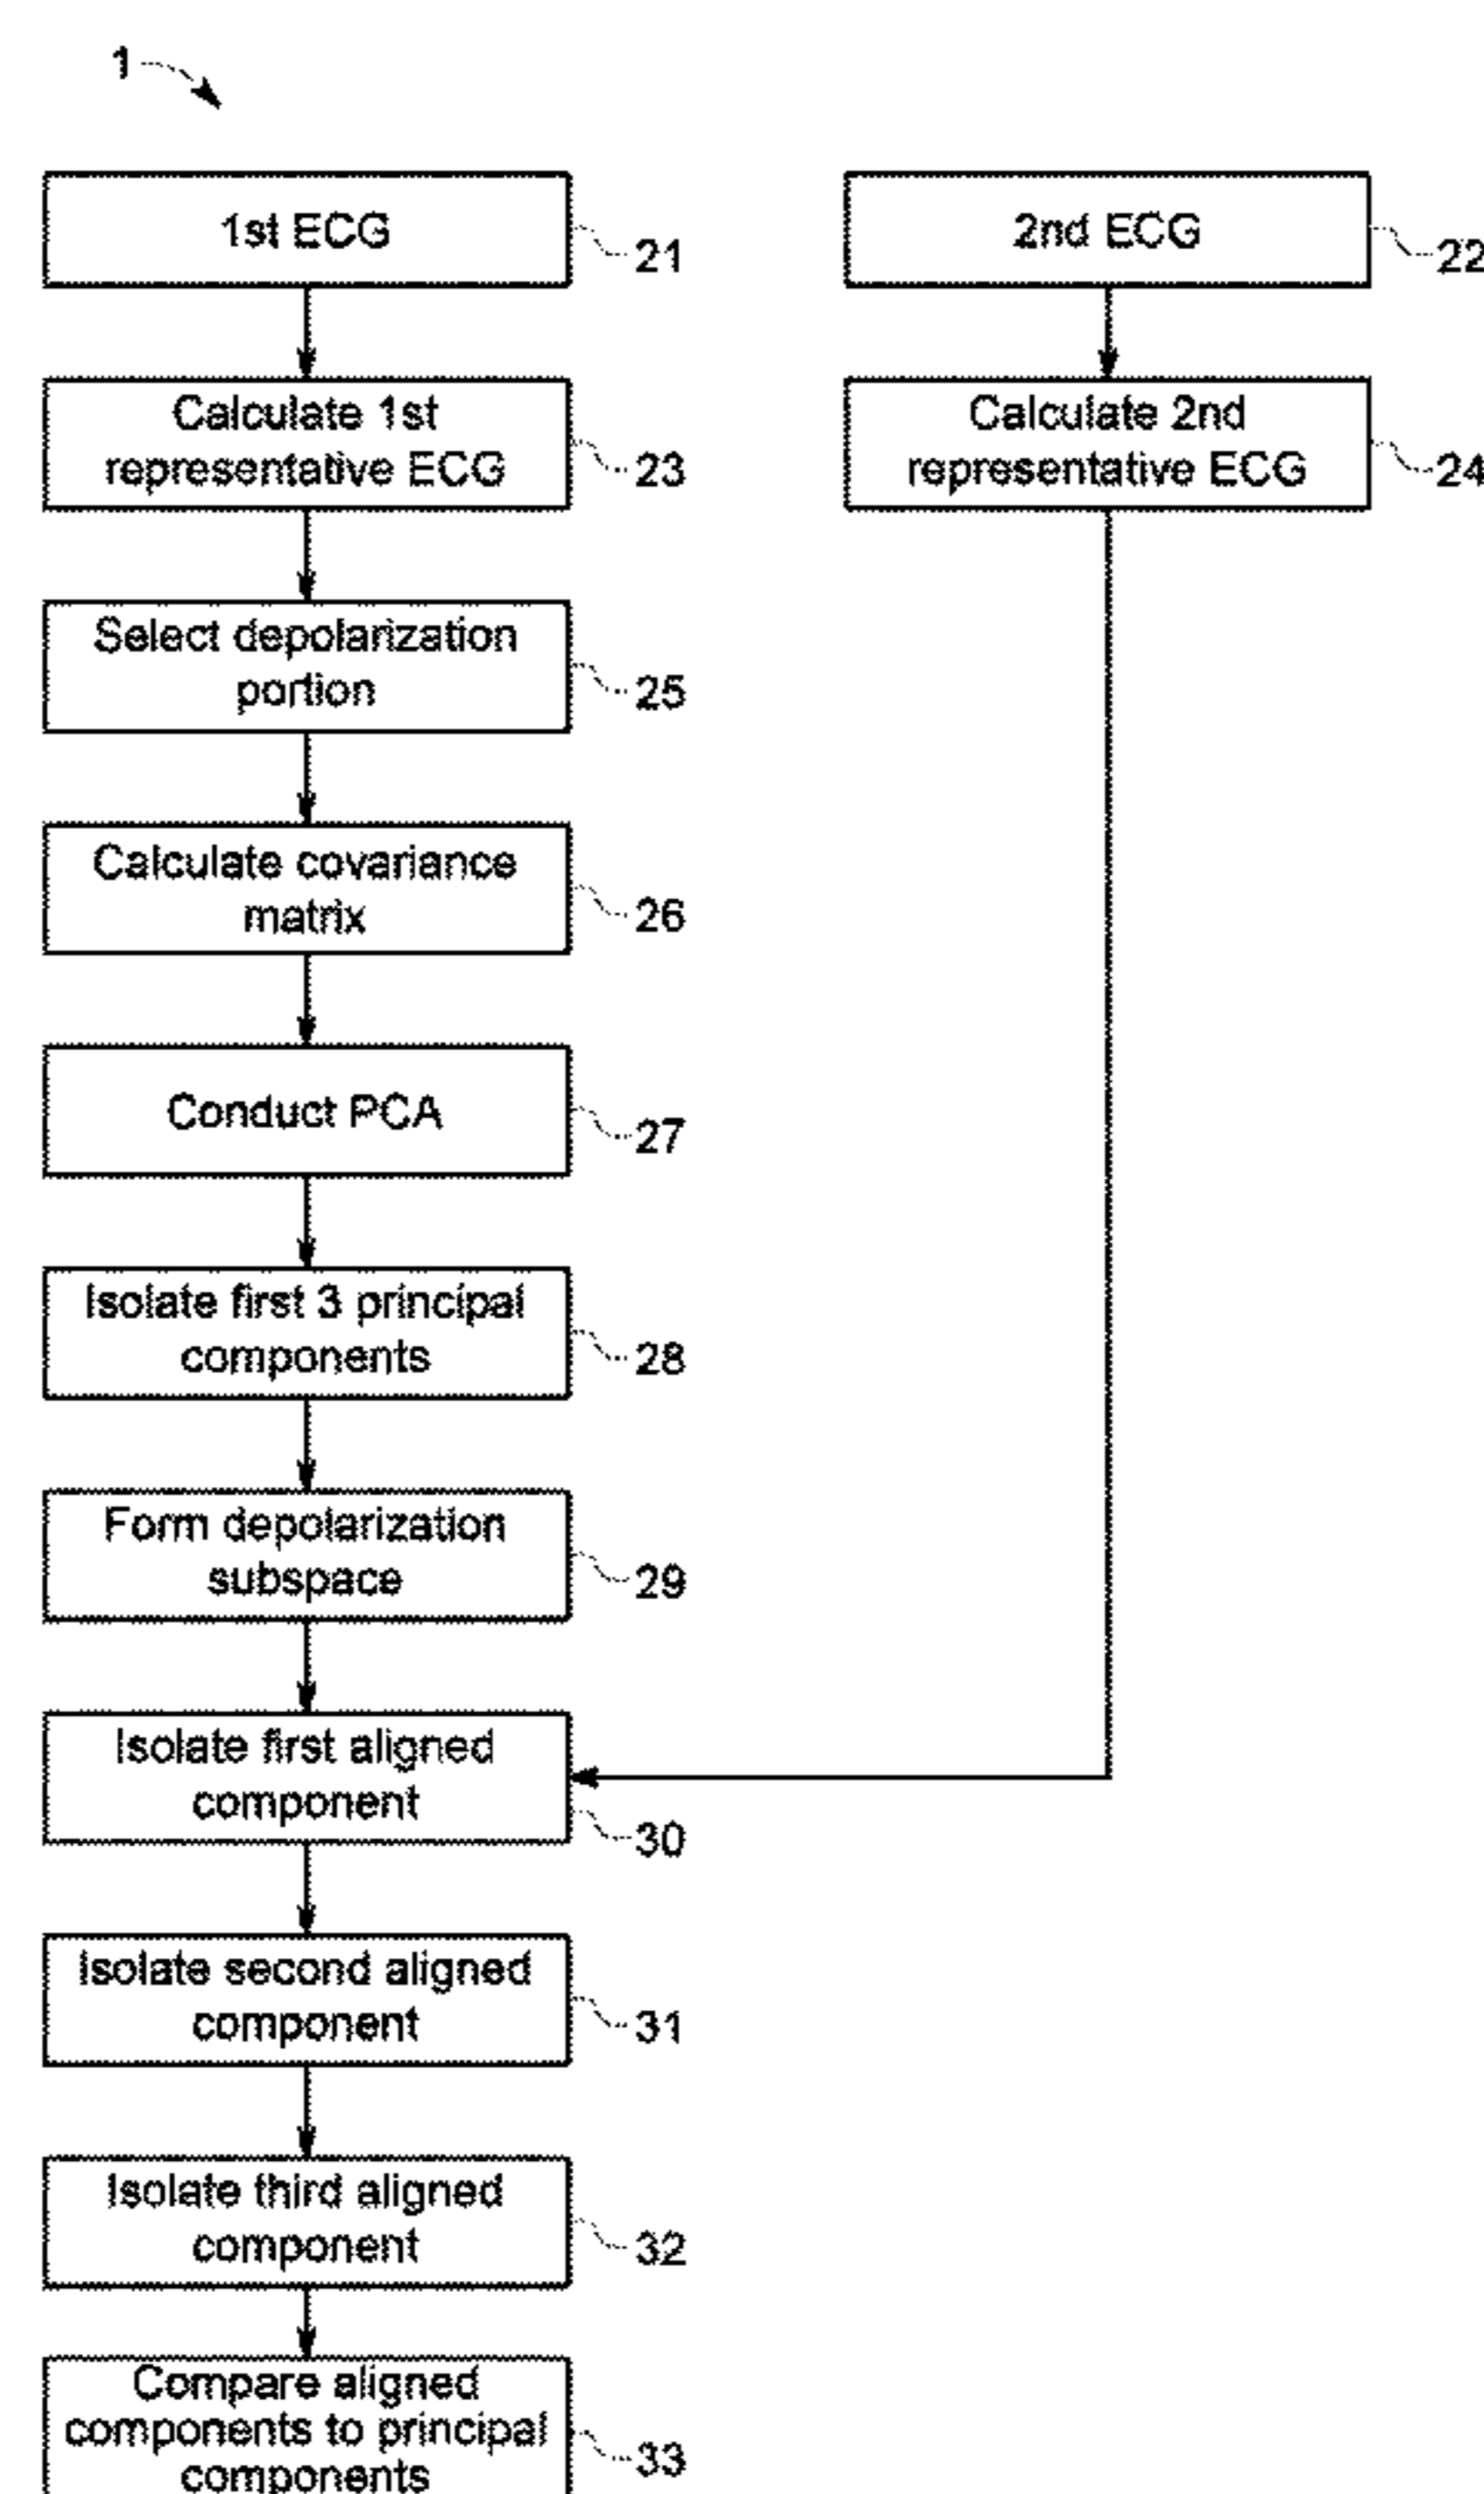 1
1st ECG
21
2nd ECG
22
Calculate 1st
representative ECG
23
Calculate 2nd
representative ECG
24
Select depolarization
portion
25
Calculate covariance
matrix
26
Conduct PCA
27
Isolate first 3 principal
components
28
Form depolarization
subspace
29
Isolate first aligned
component
30
Isolate second aligned
component
31
Isolate third aligned
component
32
Compare aligned
components to principal
components
33